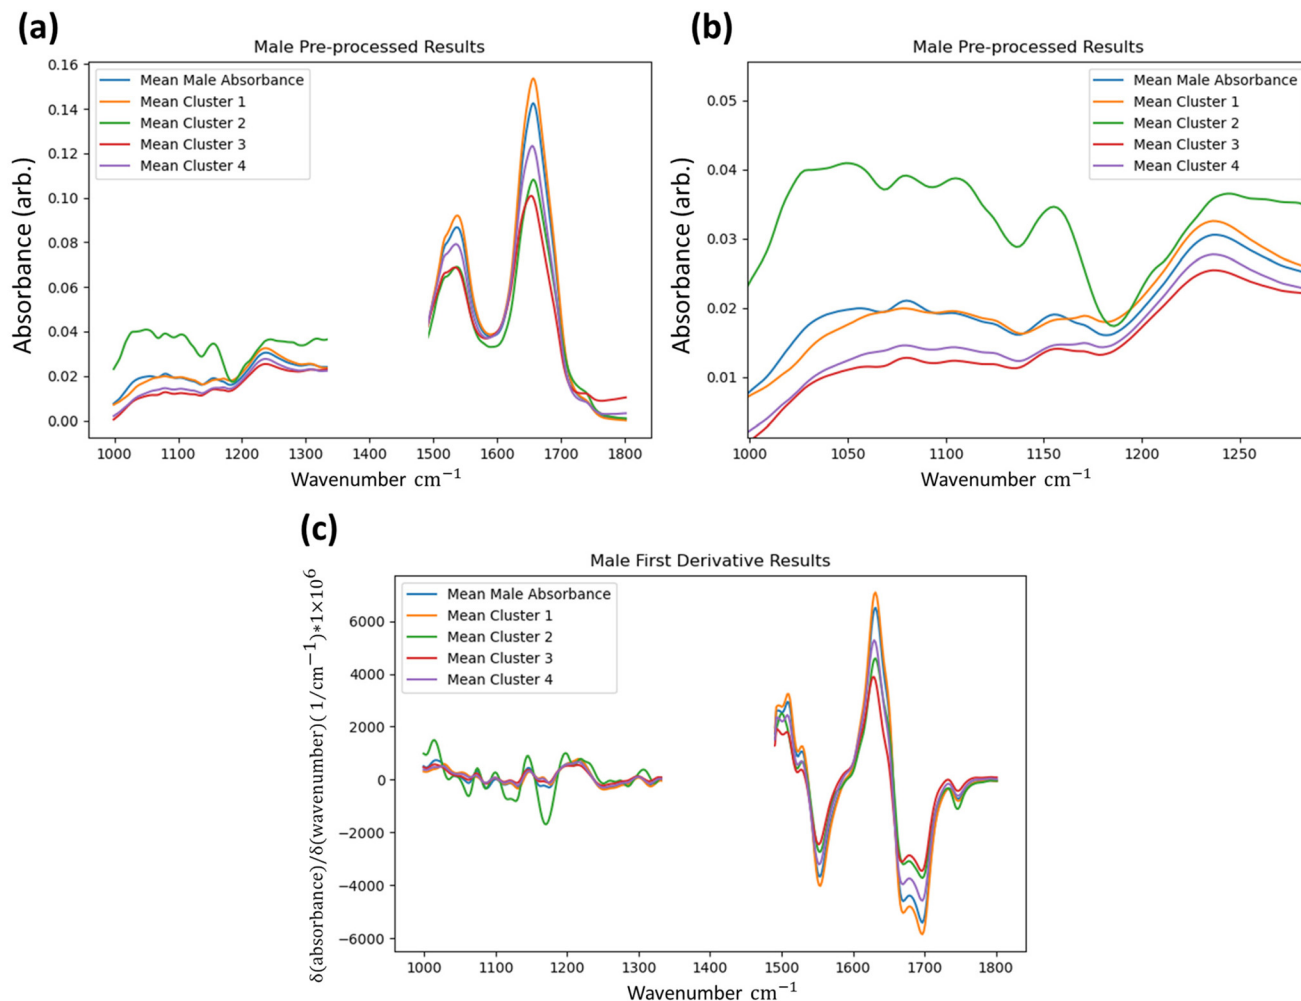 (a)
Male Pre-processed Results
Absorbance (arb.)
0.16
0.14
0.12
0.10
0.08
0.06
0.04
0.02
0.00
Mean Male Absorbance
Mean Cluster 1
Mean Cluster 2
Mean Cluster 3
Mean Cluster 4
1000 1100 1200 1300 1400 1500 1600 1700 1800
Wavenumber cm⁻¹
(b)
Male Pre-processed Results
Absorbance (arb.)
0.05
0.04
0.03
0.02
0.01
Mean Male Absorbance
Mean Cluster 1
Mean Cluster 2
Mean Cluster 3
Mean Cluster 4
1000 1050 1100 1150 1200 1250
Wavenumber cm⁻¹
(c)
Male First Derivative Results
δ(absorbance)/δ(wavenumber)(1/cm⁻¹)*1×10⁶
6000
4000
2000
0
−2000
−4000
−6000
Mean Male Absorbance
Mean Cluster 1
Mean Cluster 2
Mean Cluster 3
Mean Cluster 4
1000 1100 1200 1300 1400 1500 1600 1700 1800
Wavenumber cm⁻¹